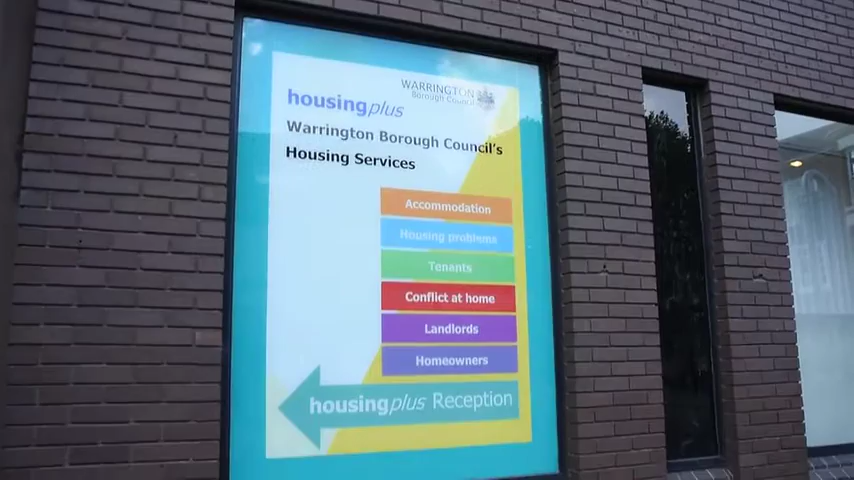 WARRINGTON
Borough Council
housingplus
Warrington Borough Council's
Housing Services
Accommodation
Housing problems
Tenants
Conflict at home
Landlords
Homeowners
housingplus Reception